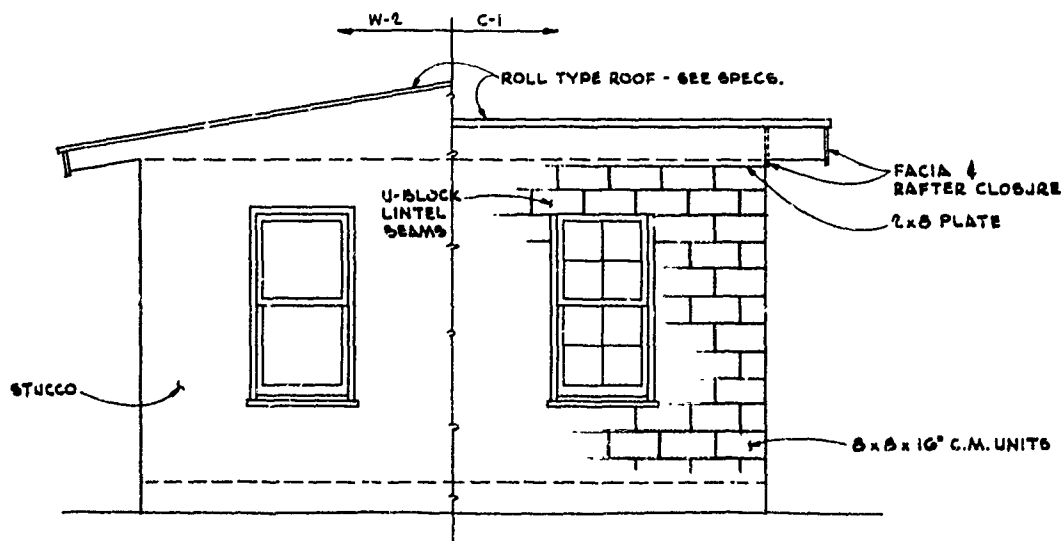 W-2 C-1
ROLL TYPE ROOF - SEE SPECS.
FACIA &
RAFTER CLOSURE
U-BLOCK
LINTEL
BEAMS
2x8 PLATE
STUCCO
8 x 8 x 16" C.M. UNITS